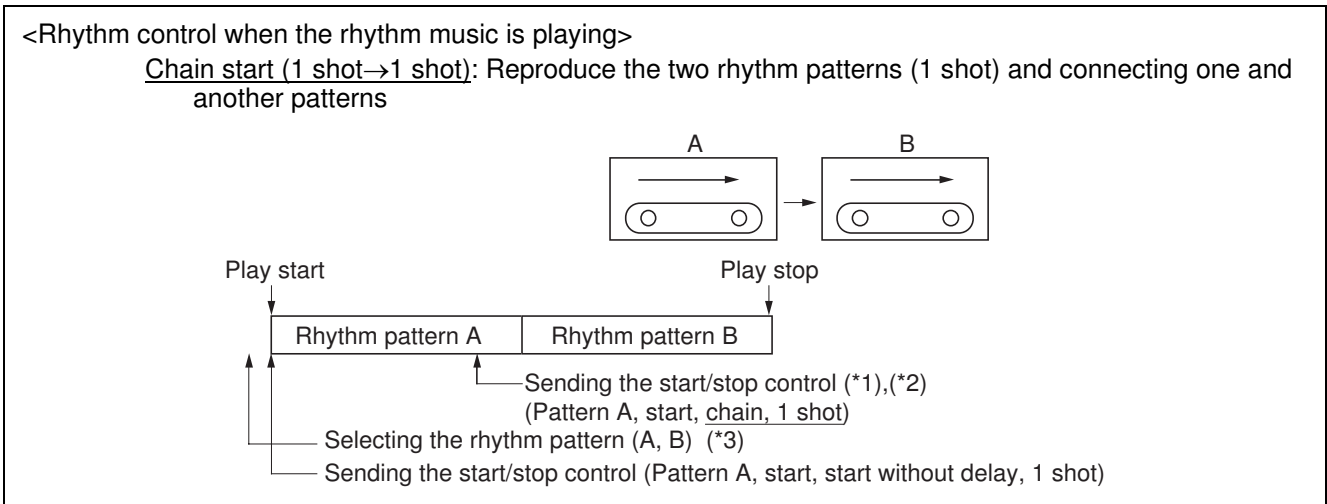 <Rhythm control when the rhythm music is playing>
Chain start (1 shot→1 shot): Reproduce the two rhythm patterns (1 shot) and connecting one and
another patterns
A B
Play start Play stop
Rhythm pattern A Rhythm pattern B
Sending the start/stop control (*1),(*2)
(Pattern A, start, chain, 1 shot)
Selecting the rhythm pattern (A, B) (*3)
Sending the start/stop control (Pattern A, start, start without delay, 1 shot)